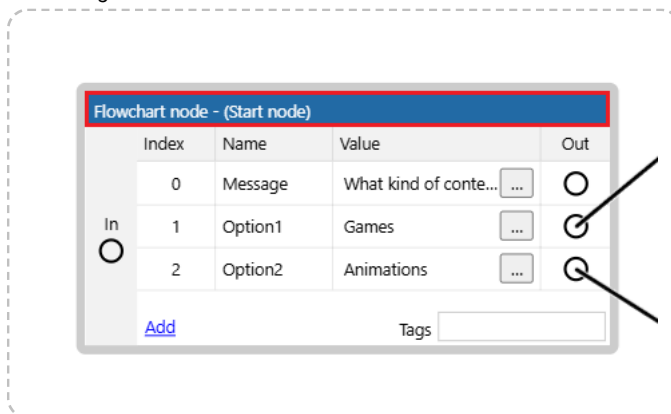 Flowchart node - (Start node)
Index Name Value Out
0 Message What kind of conte... ...
In
1 Option1 Games ...
2 Option2 Animations ...
Add Tags